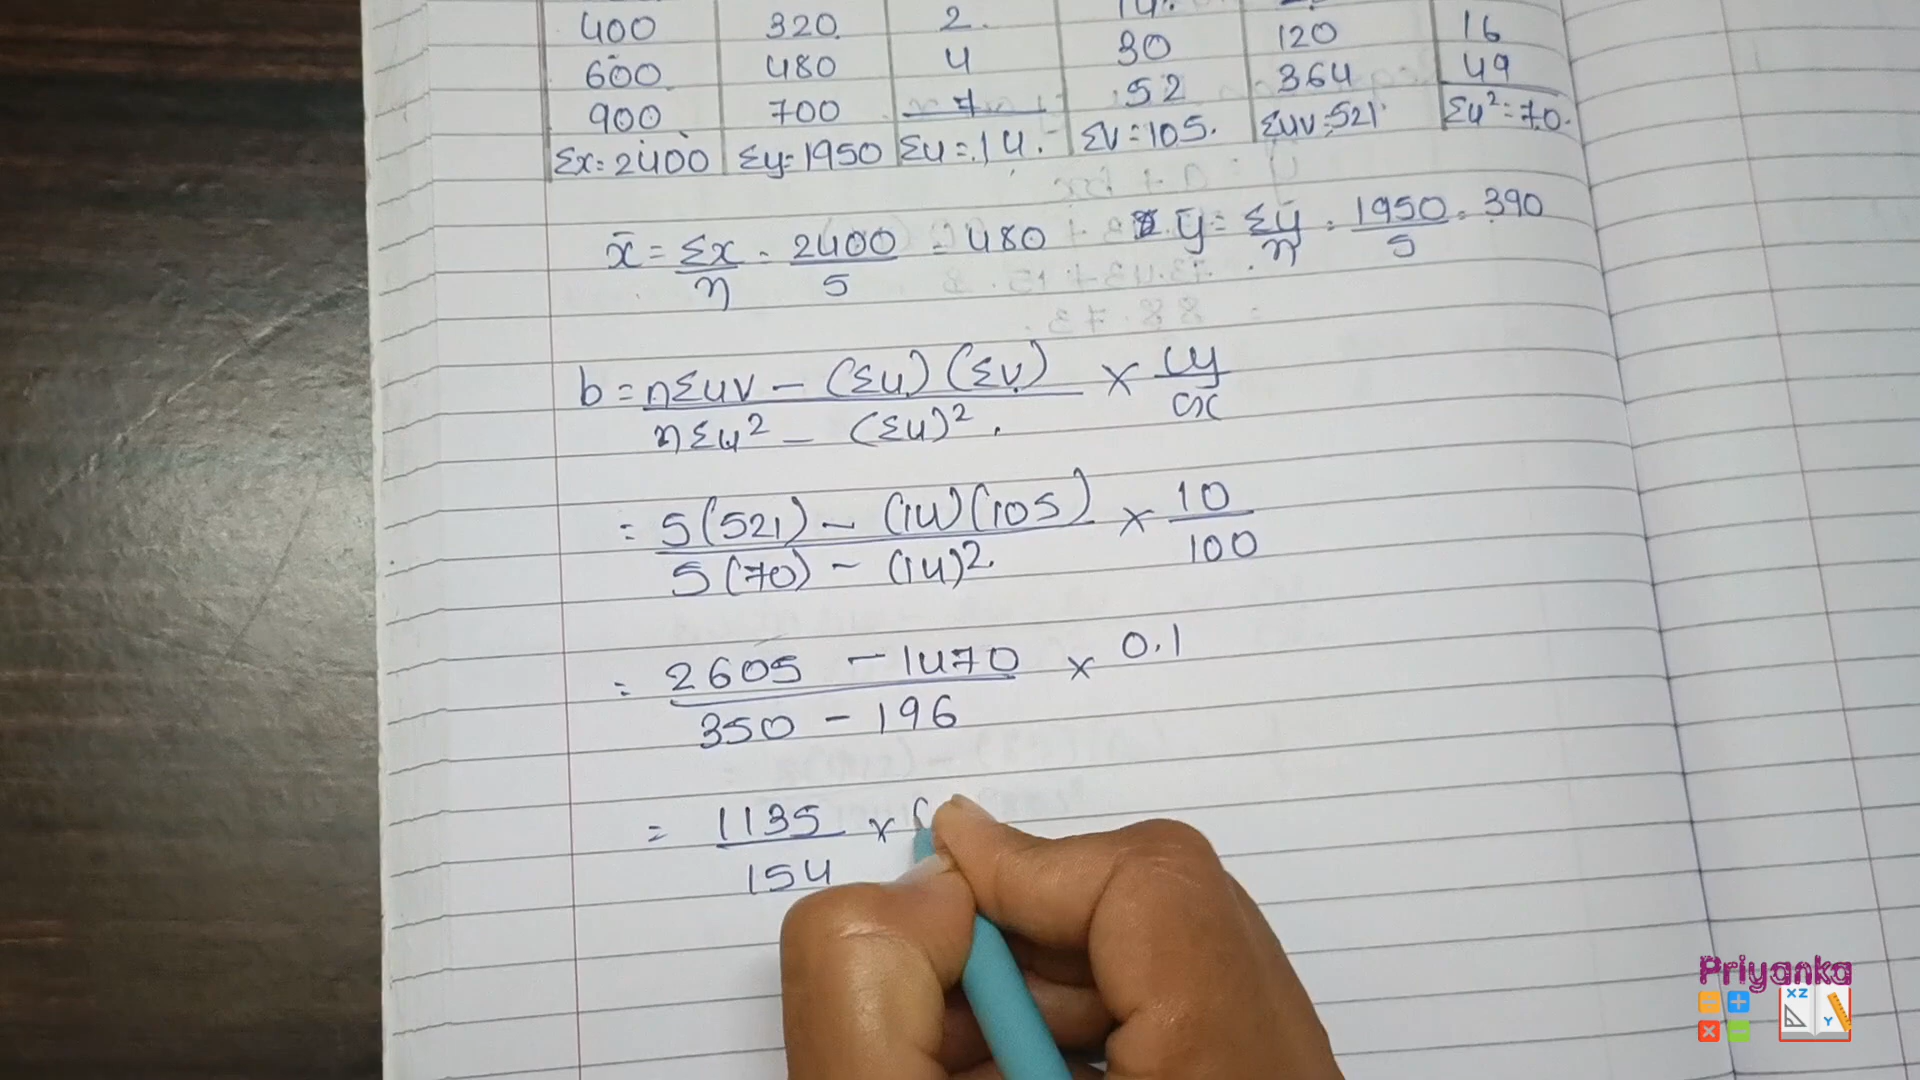 400 320 2. 14. 16
600 480 4 30 120 49
900 700 7 52 364
Σx=2400 Σy=1950 Σu=14. Σv=105. Σuv=521 Σu²=70.
x̄ = Σx/n = 2400/5 = 480 ȳ = Σy/n = 1950/5 = 390
b = nΣuv - (Σu)(Σv) / nΣu² - (Σu)² × cy/cx
= 5(521) - (14)(105) / 5(70) - (14)² × 10/100
= 2605 - 1470 / 350 - 196 × 0.1
= 1135/154 ×
Priyanka
XZ
Y